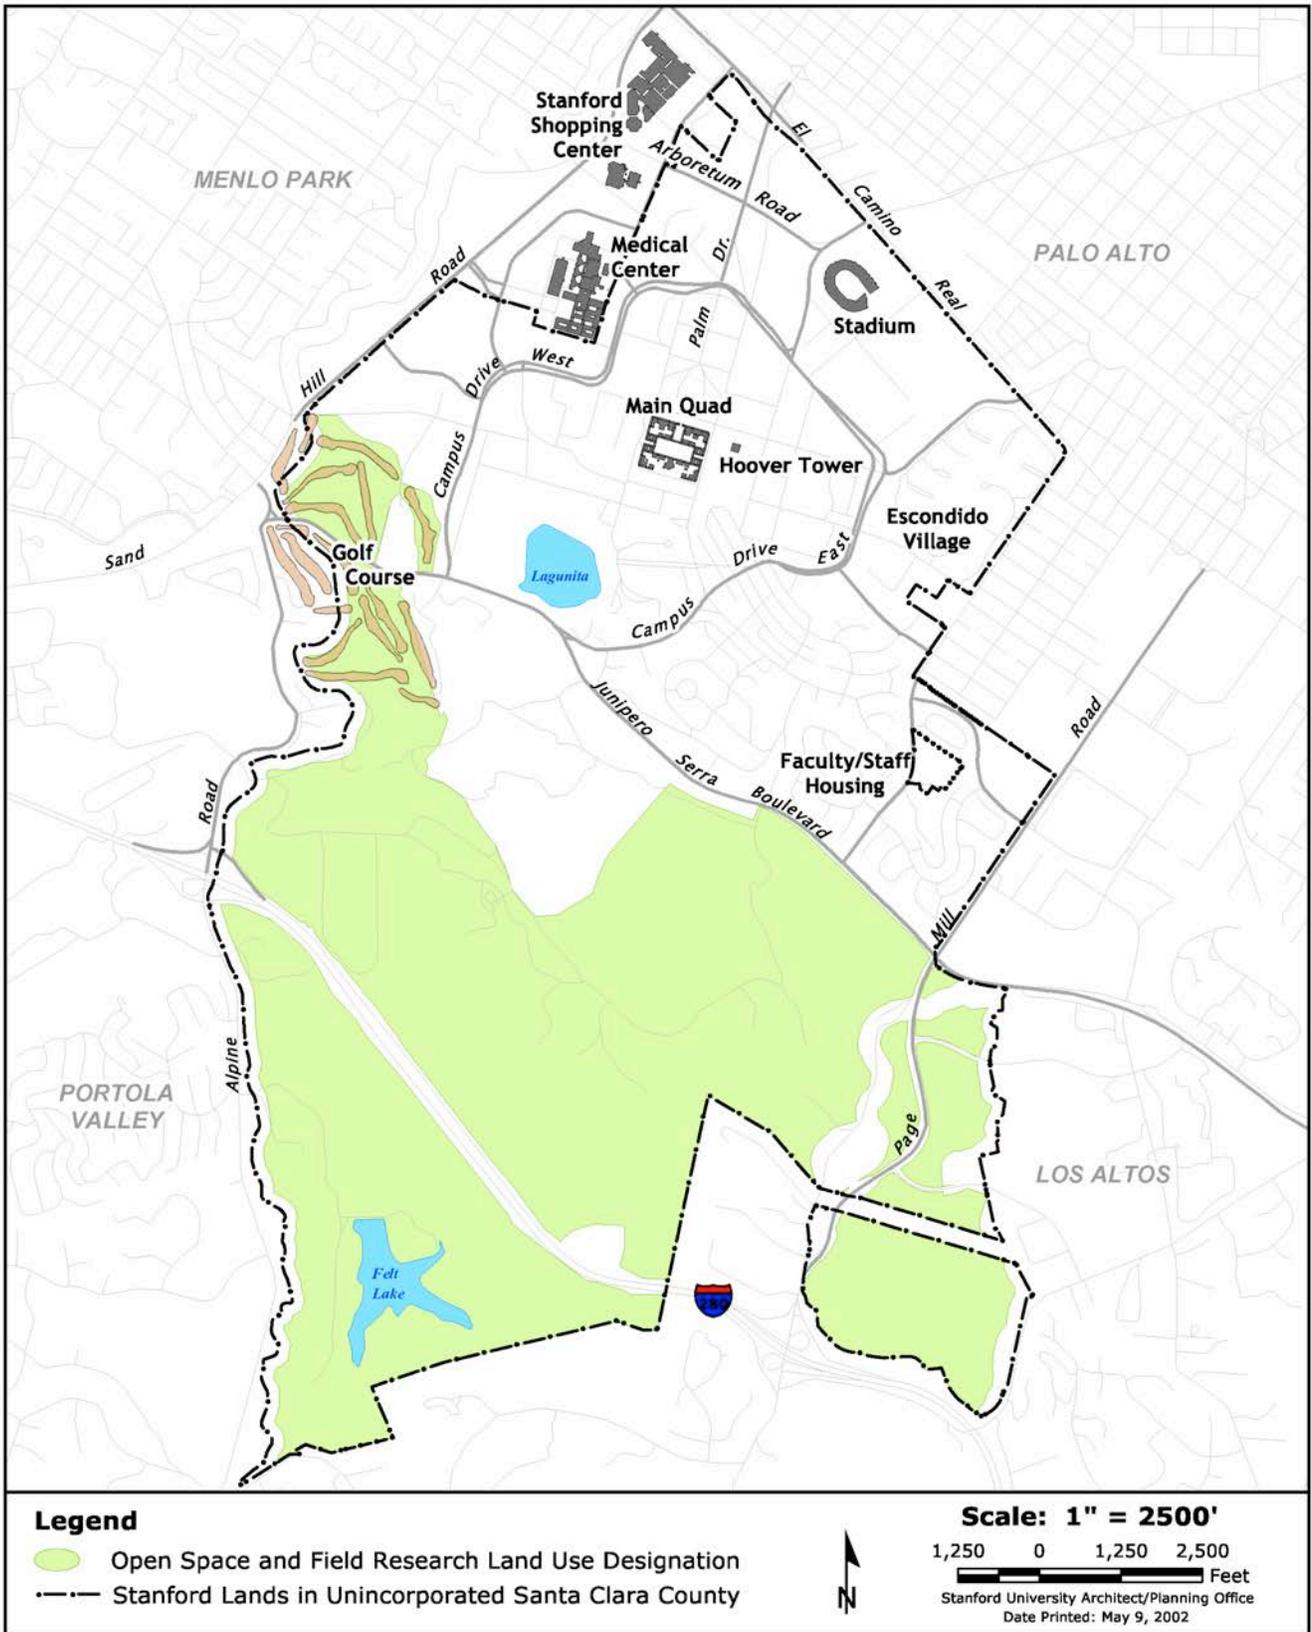 Stanford
Shopping
Center
El
Arboretum
MENLO PARK
Road
Camino
Medical
Center
Dr.
PALO ALTO
Road
Real
Palm
Stadium
West
Drive
Hill
Main Quad
Hoover Tower
Campus
Escondido
Village
Sand
Golf
Course
Drive
East
Lagunita
Campus
Junipero
Road
Serra
Faculty/Staff
Housing
Road
Boulevard
Mill
Alpine
PORTOLA
VALLEY
Page
LOS ALTOS
Felt
Lake
280
Legend
Open Space and Field Research Land Use Designation
Stanford Lands in Unincorporated Santa Clara County
N
Scale: 1" = 2500'
1,250 0 1,250 2,500
Feet
Stanford University Architect/Planning Office
Date Printed: May 9, 2002